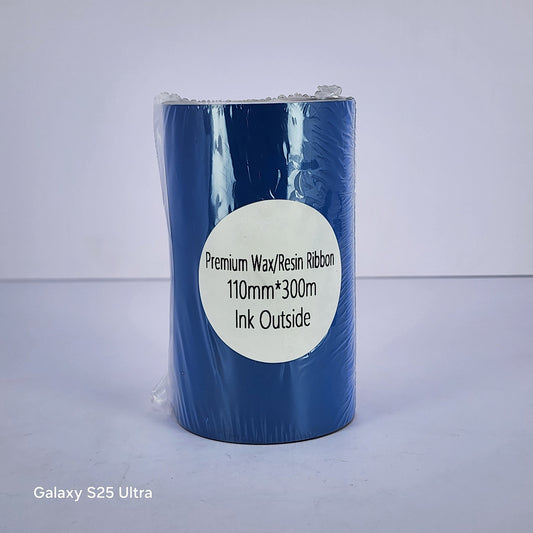 Premium Wax/Resin Ribbon
110mm*300m
Ink Outside
Galaxy S25 Ultra